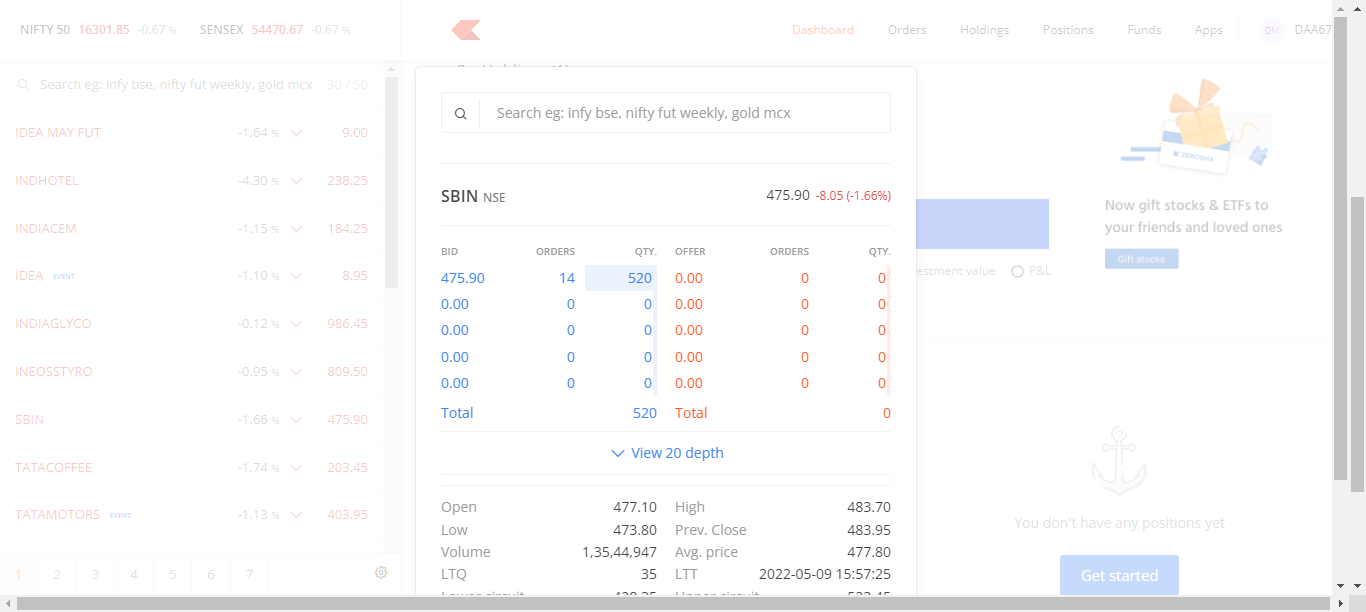 NIFTY 50 16301.85 -0.67 % SENSEX 54470.67 -0.67 %
Dashboard Orders Holdings Positions Funds Apps DM DAA67
Search eg: infy bse, nifty fut weekly, gold mcx 30 / 50
IDEA MAY FUT -1.64 % 9.00
INDHOTEL -4.30 % 238.25
INDIACEM -1.15 % 184.25
IDEA EVENT -1.10 % 8.95
INDIAGLYCO -0.12 % 986.45
INEOSSTYRO -0.95 % 809.50
SBIN -1.66 % 475.90
TATACOFFEE -1.74 % 203.45
TATAMOTORS EVENT -1.13 % 403.95
1 2 3 4 5 6 7
Search eg: infy bse, nifty fut weekly, gold mcx
SBIN NSE 475.90 -8.05 (-1.66%)
BID ORDERS QTY. OFFER ORDERS QTY.
475.90 14 520 0.00 0 0
0.00 0 0 0.00 0 0
0.00 0 0 0.00 0 0
0.00 0 0 0.00 0 0
0.00 0 0 0.00 0 0
Total 520 Total 0
View 20 depth
Open 477.10 High 483.70
Low 473.80 Prev. Close 483.95
Volume 1,35,44,947 Avg. price 477.80
LTQ 35 LTT 2022-05-09 15:57:25
Lower circuit Upper circuit
ZERODHA
Now gift stocks & ETFs to
your friends and loved ones
Gift stocks
P&L
You don't have any positions yet
Get started